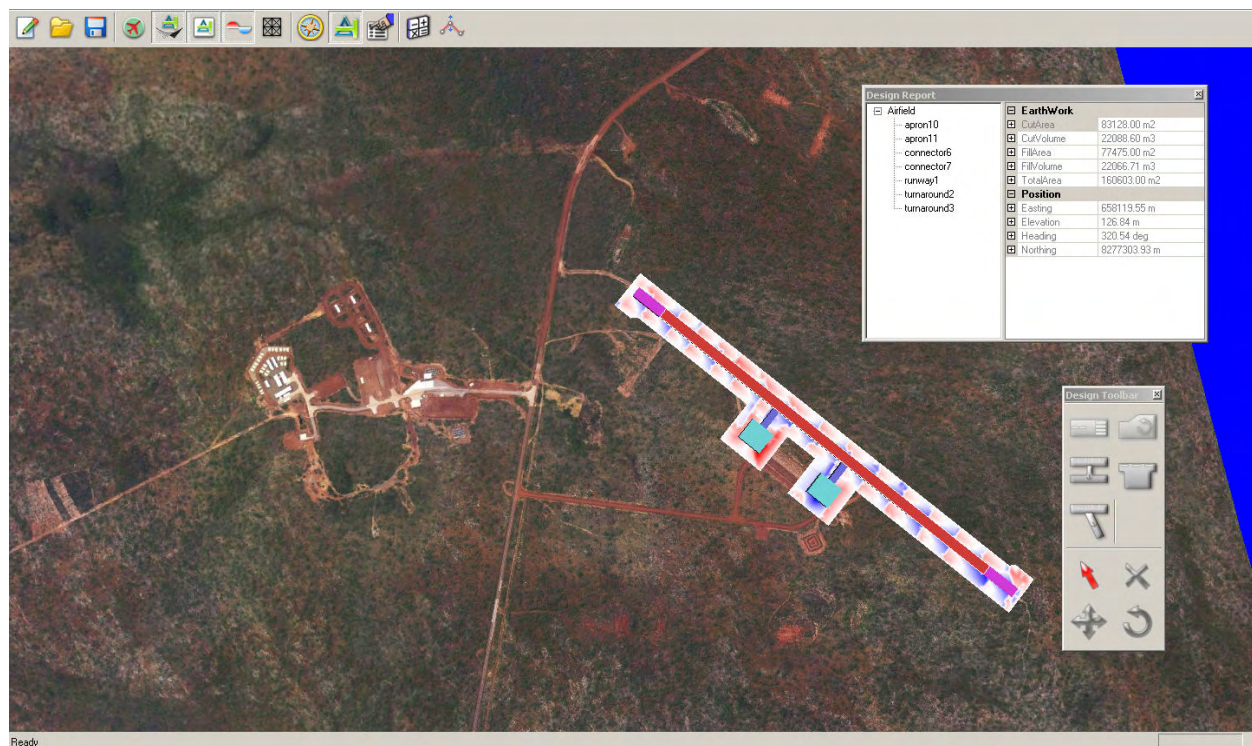 Design Report
Airfield
apron10
apron11
connector6
connector7
runway1
turnaround2
turnaround3
EarthWork
CutArea 83128.00 m2
CutVolume 22088.60 m3
FillArea 77475.00 m2
FillVolume 22066.71 m3
TotalArea 160603.00 m2
Position
Easting 658119.55 m
Elevation 126.84 m
Heading 320.54 deg
Northing 8277303.93 m
Design Toolbar
Ready